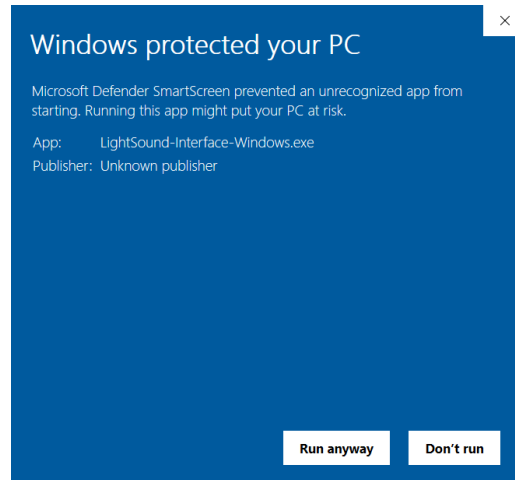 Windows protected your PC
Microsoft Defender SmartScreen prevented an unrecognized app from
starting. Running this app might put your PC at risk.
App: LightSound-Interface-Windows.exe
Publisher: Unknown publisher
Run anyway Don’t run